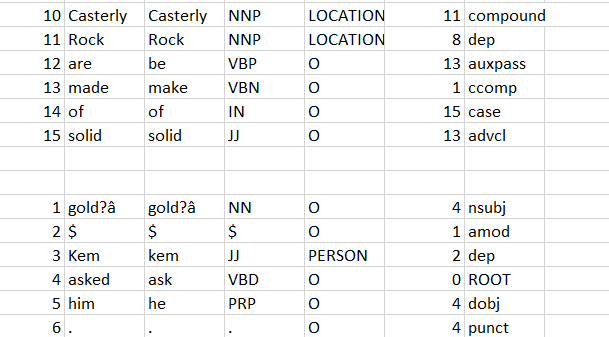 10 Casterly Casterly NNP LOCATION 11 compound
11 Rock Rock NNP LOCATION 8 dep
12 are be VBP O 13 auxpass
13 made make VBN O 1 ccomp
14 of of IN O 15 case
15 solid solid JJ O 13 advcl
1 gold?â gold?â NN O 4 nsubj
2 $ $ $ O 1 amod
3 Kem kem JJ PERSON 2 dep
4 asked ask VBD O 0 ROOT
5 him he PRP O 4 dobj
6 . . . O 4 punct